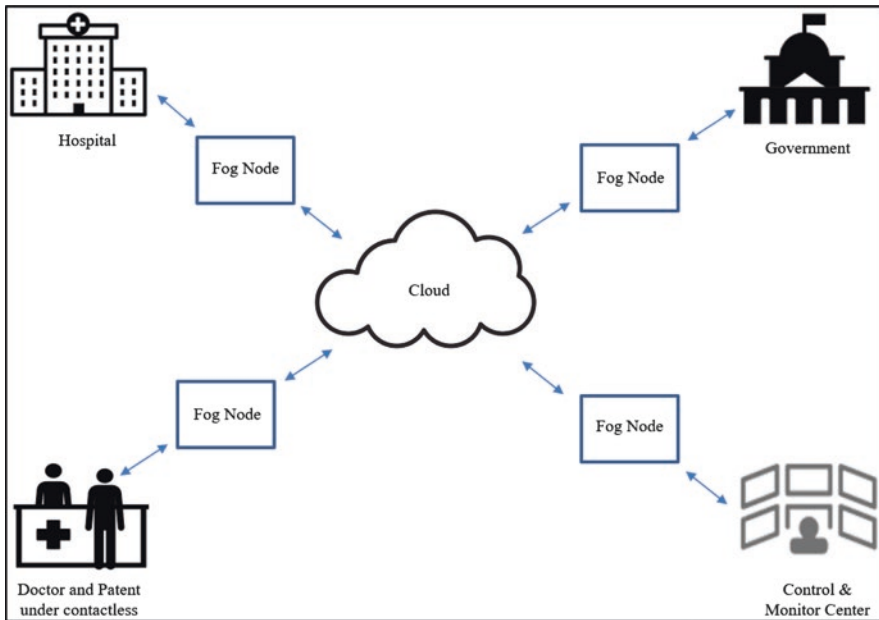 Hospital
Government
Fog Node
Fog Node
Cloud
Fog Node
Fog Node
Doctor and Patent
under contactless
Control &
Monitor Center